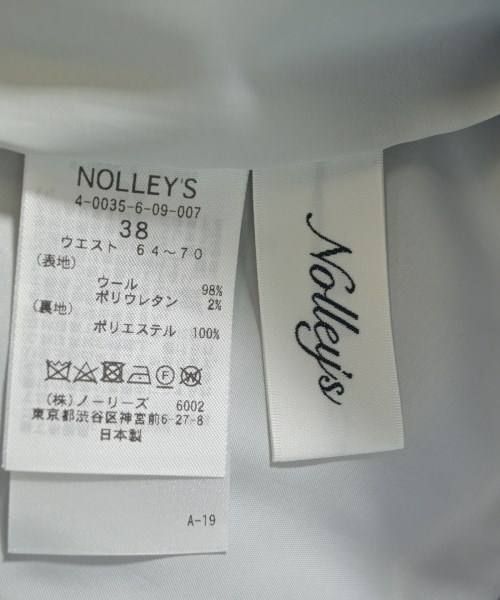 NOLLEY'S
4-0035-6-09-007
38
ウエスト 64～70
(表地)
ウール 98%
ポリウレタン 2%
(裏地)
ポリエステル 100%
(株)ノーリーズ 6002
東京都渋谷区神宮前6-27-8
日本製
A-19
Nolley's